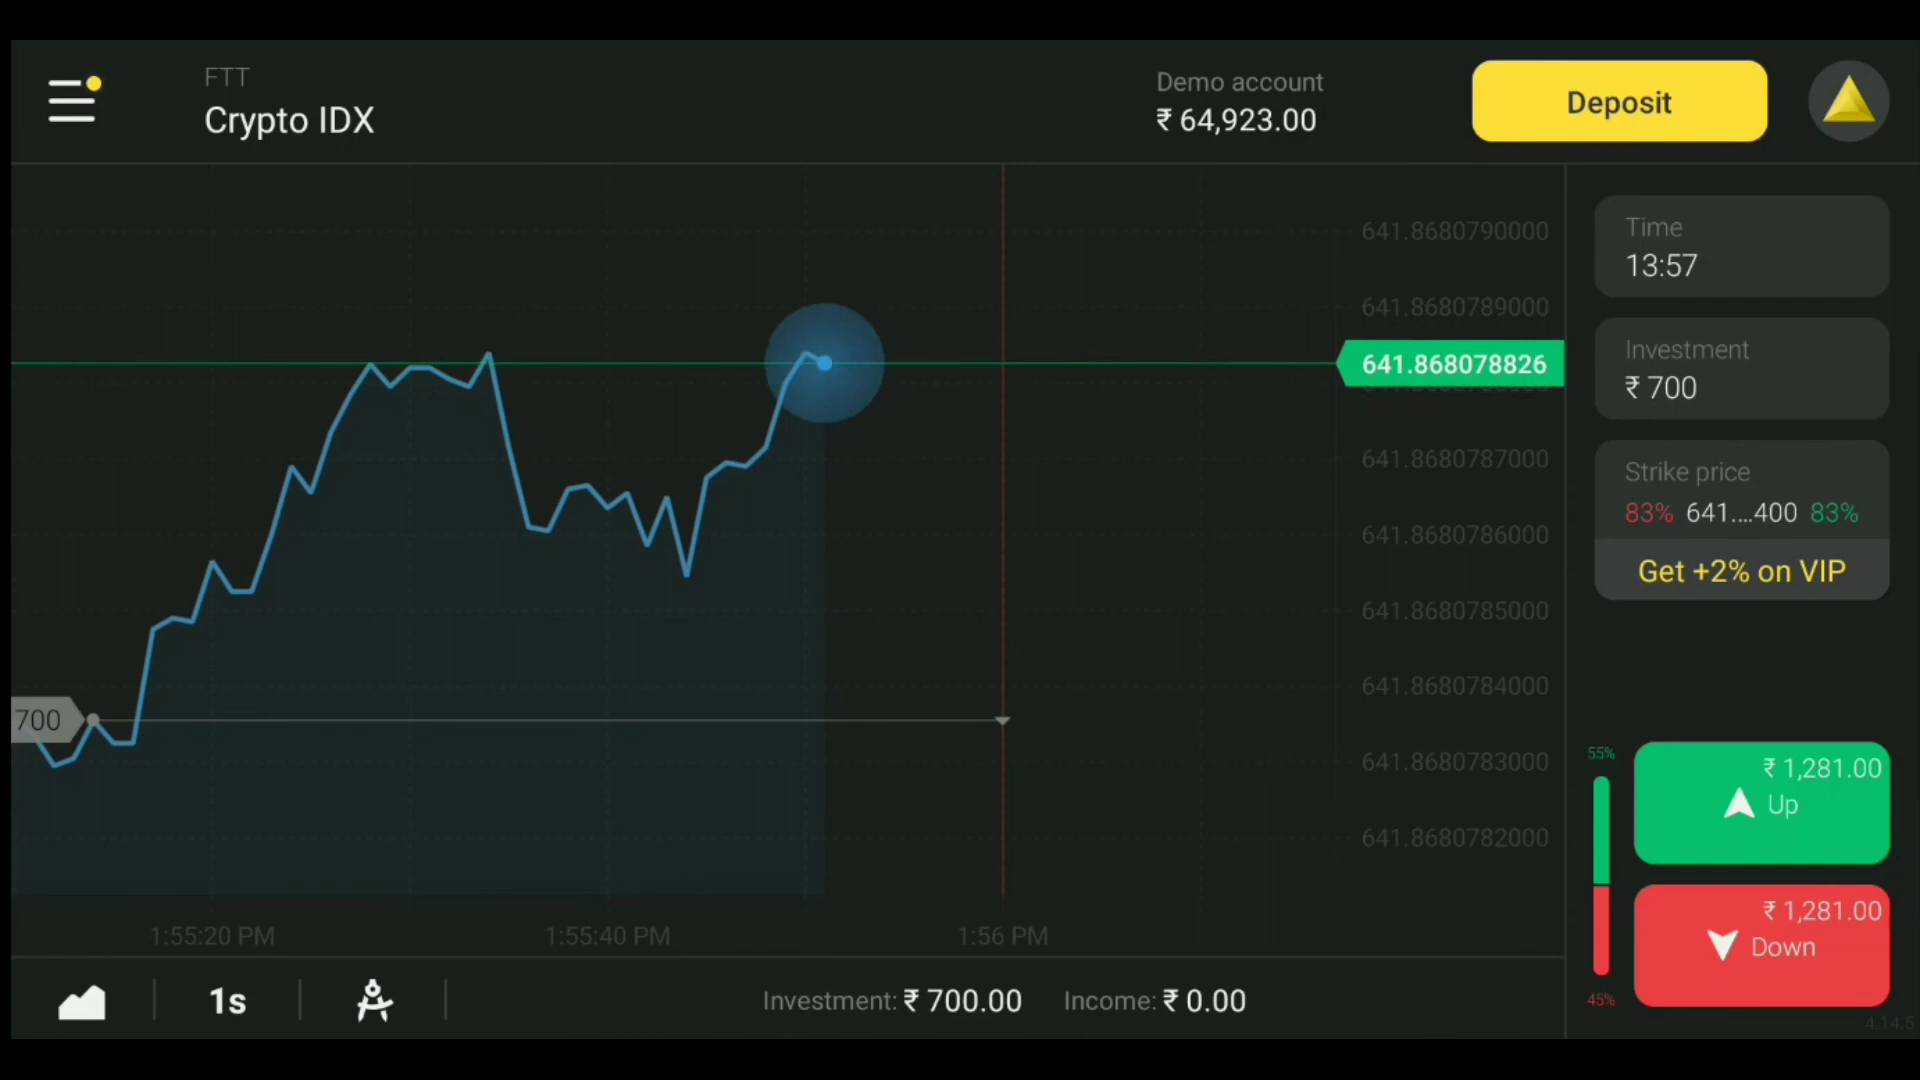 FTT
Crypto IDX
Demo account
₹ 64,923.00
Deposit
641.8680790000
641.8680789000
641.868078826
641.8680787000
641.8680786000
641.8680785000
641.8680784000
641.8680783000
641.8680782000
Time
13:57
Investment
₹ 700
Strike price
83% 641....400 83%
Get +2% on VIP
700
55%
₹ 1,281.00
Up
₹ 1,281.00
Down
45%
1:55:20 PM
1:55:40 PM
1:56 PM
1s
Investment: ₹ 700.00
Income: ₹ 0.00
4.14.5